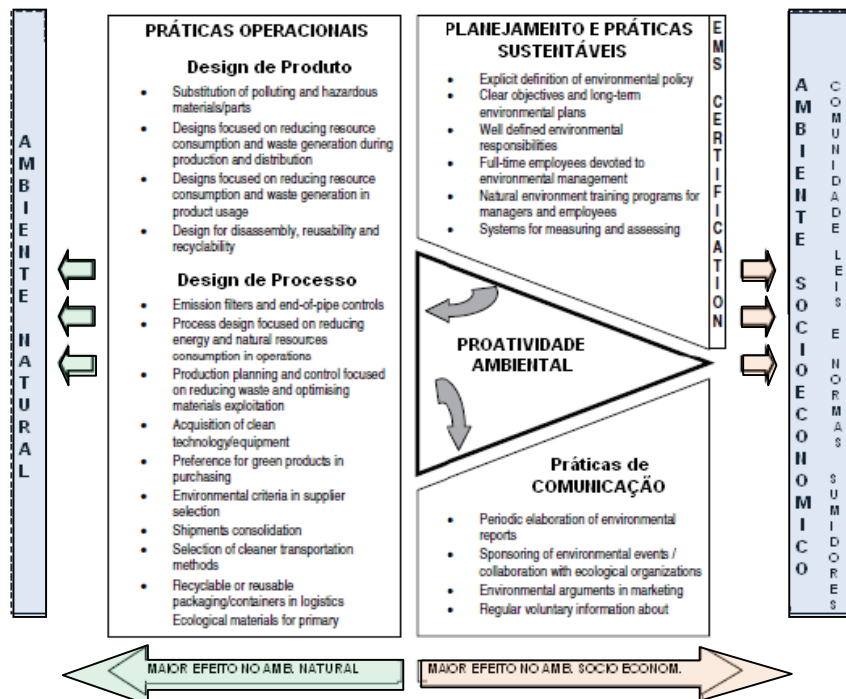 AMBIENTE NATURAL
PRÁTICAS OPERACIONAIS
Design de Produto
• Substitution of polluting and hazardous
materials/parts
• Designs focused on reducing resource
consumption and waste generation during
production and distribution
• Designs focused on reducing resource
consumption and waste generation in
product usage
• Design for disassembly, reusability and
recyclability
Design de Processo
• Emission filters and end-of-pipe controls
• Process design focused on reducing
energy and natural resources
consumption in operations
• Production planning and control focused
on reducing waste and optimising
materials exploitation
• Acquisition of clean
technology/equipment
• Preference for green products in
purchasing
• Environmental criteria in supplier
selection
• Shipments consolidation
• Selection of cleaner transportation
methods
• Recyclable or reusable
packaging/containers in logistics
Ecological materials for primary
PLANEJAMENTO E PRÁTICAS
SUSTENTÁVEIS
• Explicit definition of environmental policy
• Clear objectives and long-term
environmental plans
• Well defined environmental
responsibilities
• Full-time employees devoted to
environmental management
• Natural environment training programs for
managers and employees
• Systems for measuring and assessing
EMS CERTIFICATION
PROATIVIDADE
AMBIENTAL
Práticas de
COMUNICAÇÃO
• Periodic elaboration of environmental
reports
• Sponsoring of environmental events /
collaboration with ecological organizations
• Environmental arguments in marketing
• Regular voluntary information about
AMBIENTE SOCIOECONOMICO
COMUNIDADE LEIS E NORMAS SUMIDORES
MAIOR EFEITO NO AMB. NATURAL
MAIOR EFEITO NO AMB. SOCIO ECONOM.